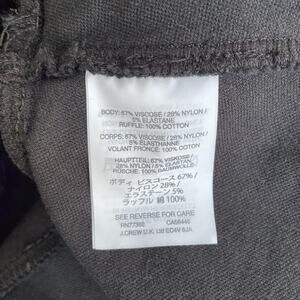 BODY: 67% VISCOSE / 28% NYLON /
5% ELASTANE
RUFFLE: 100% COTTON
CORPS: 67% VISCOSE / 28% NYLON /
5% ELASTHANNE
VOLANT FRONCE: 100% COTON
HAUPTTEIL: 67% VISKOSE /
28% NYLON / 5% ELASTAN
RÜSCHE: 100% BAUMWOLLE
ボディ ビスコース 67% /
ナイロン 28% /
エラステーン 5%
ラッフル 綿 100%
SEE REVERSE FOR CARE
RN77388 CA56446
J.CREW U.K. Ltd EC4V 6JA